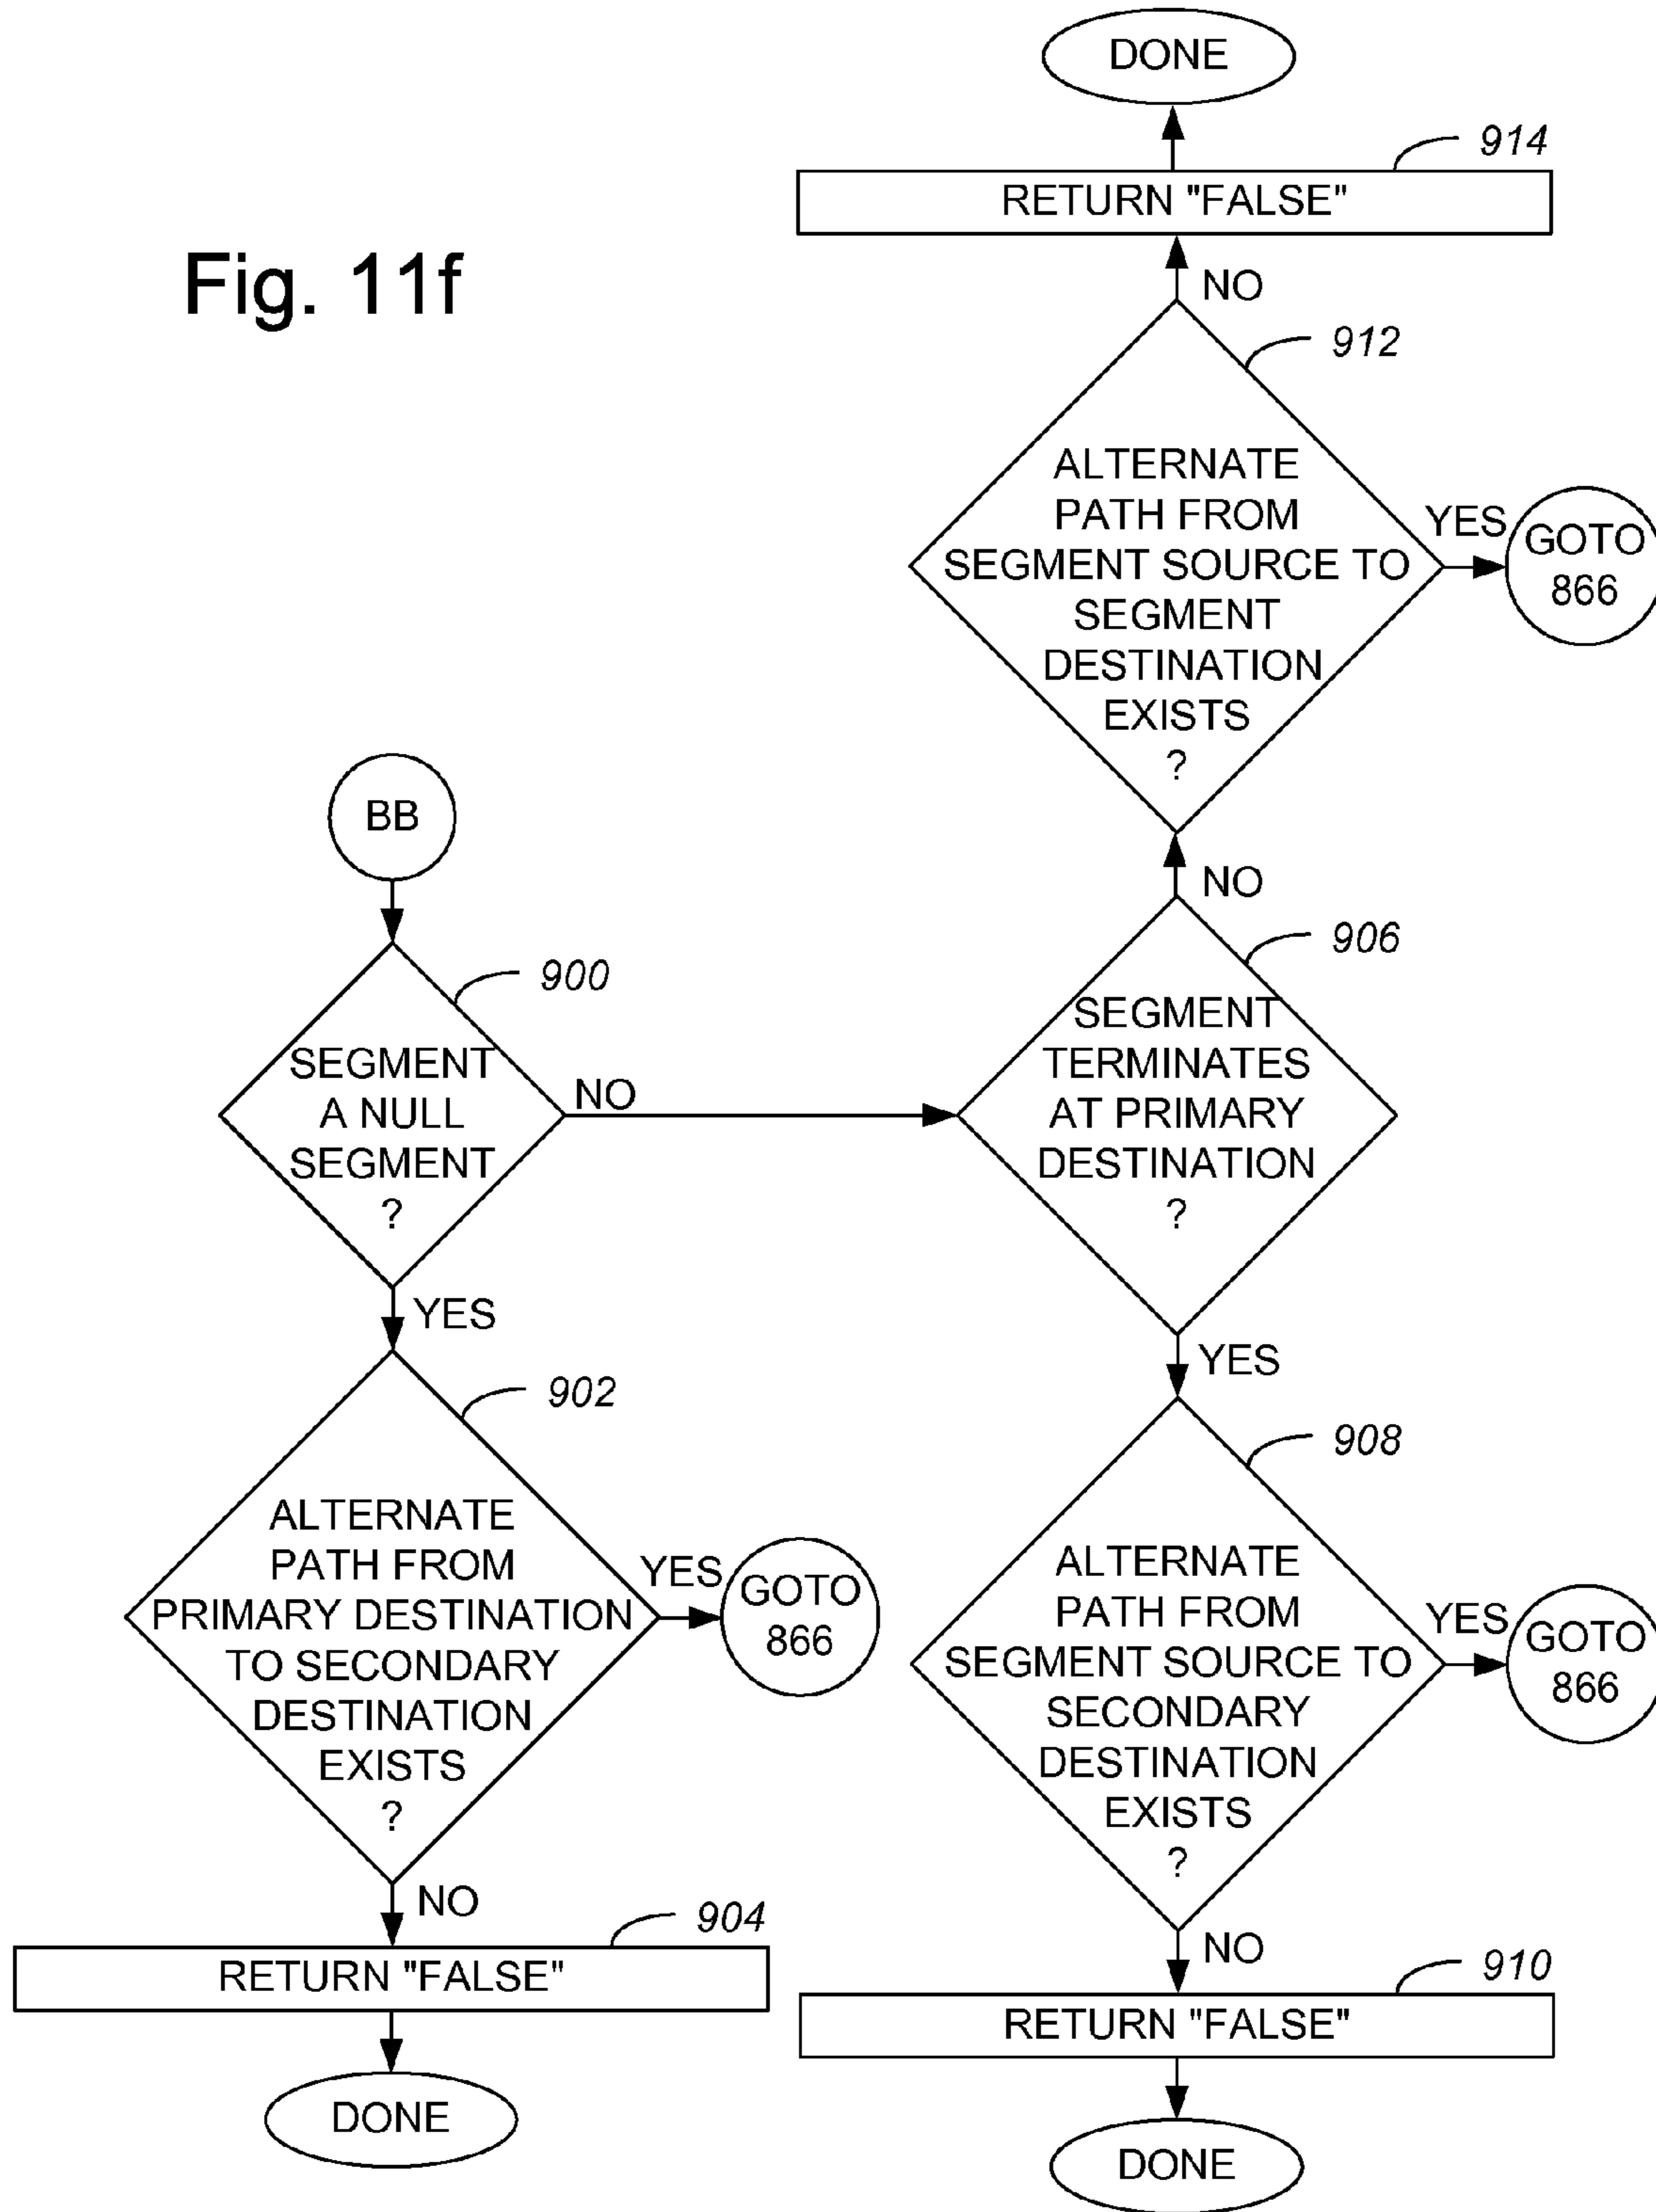 Fig. 11f
DONE
914
RETURN "FALSE"
NO
912
ALTERNATE
PATH FROM
SEGMENT SOURCE TO
SEGMENT
DESTINATION
EXISTS
?
YES
GOTO
866
NO
BB
900
SEGMENT
A NULL
SEGMENT
?
NO
906
SEGMENT
TERMINATES
AT PRIMARY
DESTINATION
?
YES
902
ALTERNATE
PATH FROM
PRIMARY DESTINATION
TO SECONDARY
DESTINATION
EXISTS
?
YES
GOTO
866
NO
904
RETURN "FALSE"
DONE
YES
908
ALTERNATE
PATH FROM
SEGMENT SOURCE TO
SECONDARY
DESTINATION
EXISTS
?
YES
GOTO
866
NO
910
RETURN "FALSE"
DONE